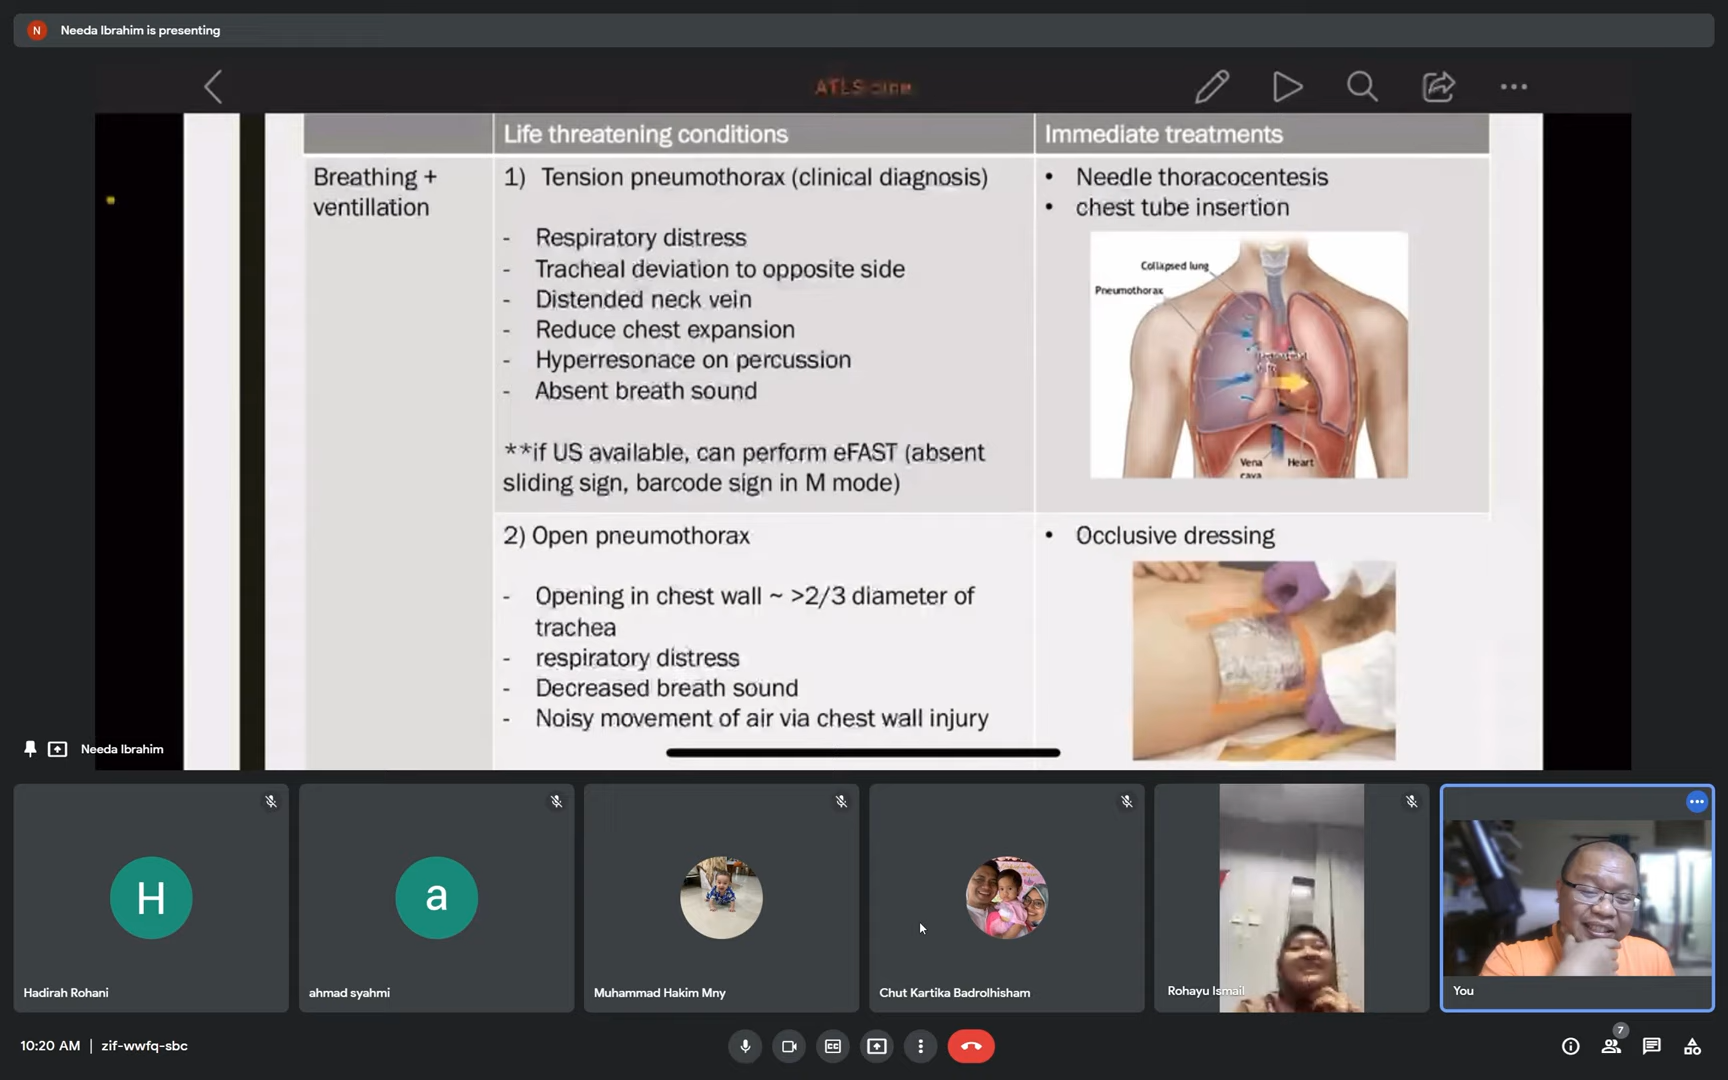 N
Needa Ibrahim is presenting
ATLS
Life threatening conditions
Immediate treatments
Breathing +
ventillation
1) Tension pneumothorax (clinical diagnosis)
- Respiratory distress
- Tracheal deviation to opposite side
- Distended neck vein
- Reduce chest expansion
- Hyperresonace on percussion
- Absent breath sound
**if US available, can perform eFAST (absent
sliding sign, barcode sign in M mode)
• Needle thoracocentesis
• chest tube insertion
Collapsed lung
Pneumothorax
Vena
cava
Heart
2) Open pneumothorax
- Opening in chest wall ~ >2/3 diameter of
trachea
- respiratory distress
- Decreased breath sound
- Noisy movement of air via chest wall injury
• Occlusive dressing
Needa Ibrahim
H
Hadirah Rohani
a
ahmad syahmi
Muhammad Hakim Mny
Chut Kartika Badrolhisham
Rohayu Ismail
You
10:20 AM | zif-wwfq-sbc
CC
7